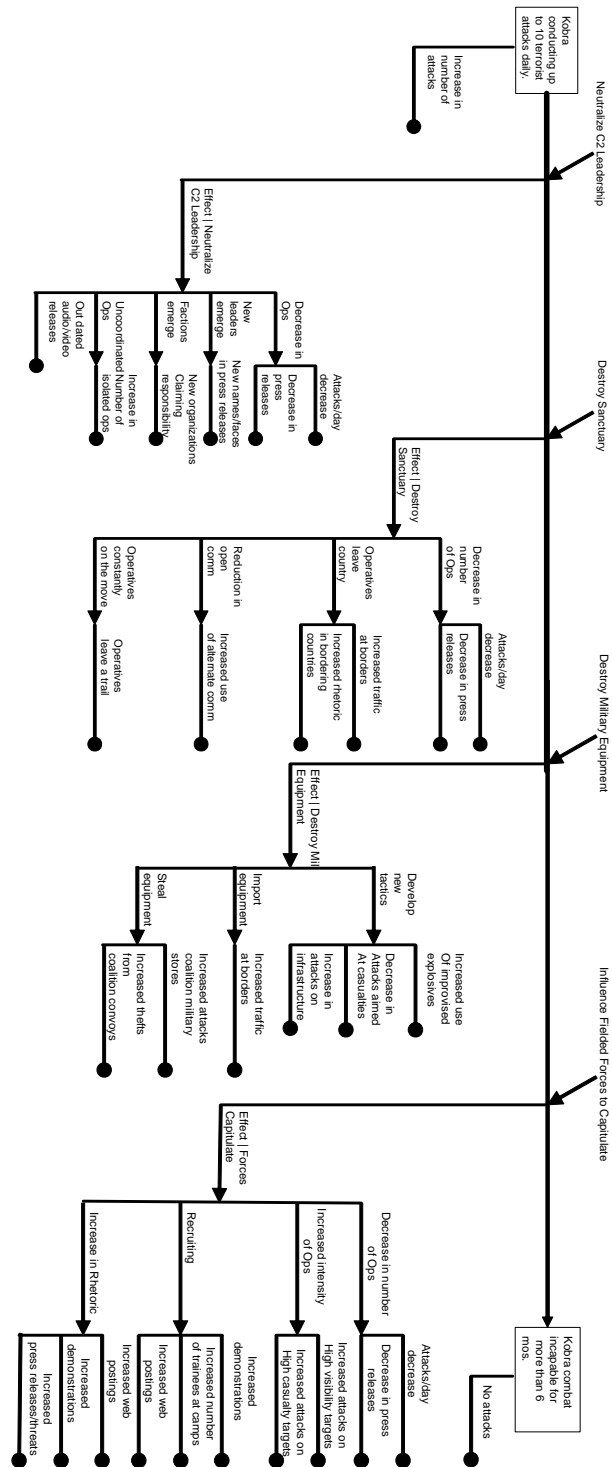 Kobra
conducting up
to 10 terrorist
attacks daily.
Increase in
number of
attacks
Neutralize C2 Leadership
Effect | Neutralize
C2 Leadership
Decrease in
Ops
Attacks/day
decrease
Decrease in
press
releases
New
leaders
emerge
New names/faces
in press releases
Factions
emerge
New organizations
Claiming
responsibility
Uncoordinated
Ops
Increase in
Number of
isolated ops
Out dated
audio/video
releases
Destroy Sanctuary
Effect | Destroy
Sanctuary
Decrease in
number
of Ops
Attacks/day
decrease
Decrease in press
releases
Operatives
leave
country
Increased traffic
at borders
Increased rhetoric
in bordering
countries
Reduction in
open
comm
Increased use
of alternate comm
Operatives
constantly
on the move
Operatives
leave a trail
Destroy Military Equipment
Effect | Destroy Mil
Equipment
Develop
new
tactics
Increased use
Of improvised
explosives
Decrease in
Attacks aimed
At casualties
Increase in
attacks on
infrastructure
Import
equipment
Increased traffic
at borders
Steal
equipment
Increased attacks
coalition military
stores
Increased thefts
from
coalition convoys
Influence Fielded Forces to Capitulate
Effect | Forces
Capitulate
Decrease in number
of Ops
Attacks/day
decrease
Decrease in press
releases
Increased intensity
of Ops
Increased attacks on
High visibility targets
Increased attacks on
High casualty targets
Recruiting
Increased
demonstrations
Increased number
of trainees at camps
Increased web
postings
Increase in Rhetoric
Increased web
postings
Increased
demonstrations
Increased
press releases/threats
Kobra combat
incapable for
more than 6
mos.
No attacks